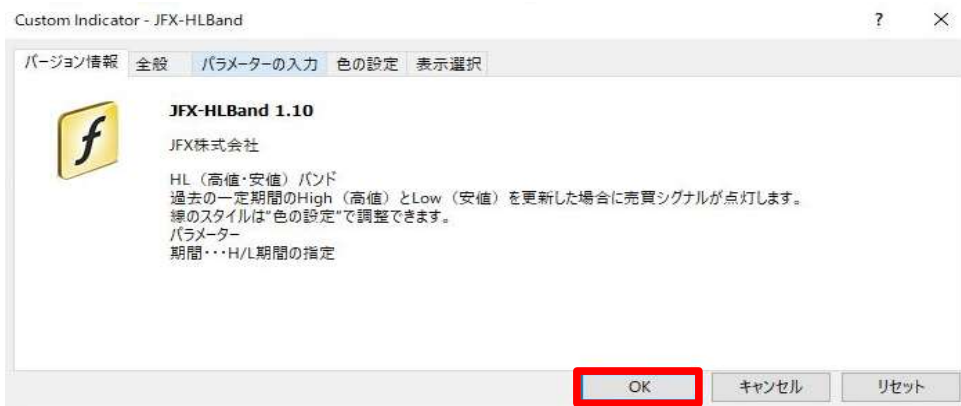 Custom Indicator - JFX-HLBand ? ×
バージョン情報 全般 パラメーターの入力 色の設定 表示選択
f
JFX-HLBand 1.10
JFX株式会社
HL（高値・安値）バンド
過去の一定期間のHigh（高値）とLow（安値）を更新した場合に売買シグナルが点灯します。
線のスタイルは"色の設定"で調整できます。
パラメーター
期間・・・H/L期間の指定
OK キャンセル リセット